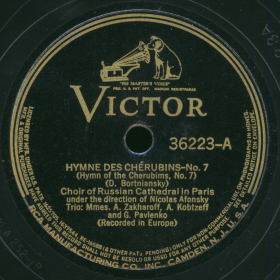 "HIS MASTER'S VOICE"
VICTOR
36223-A
HYMNE DES CHÉRUBINS-No. 7
(Hymn of the Cherubims, No. 7)
(D. Bortniansky)
Choir of Russian Cathedral in Paris
under the direction of Nicolas Afonsky
Trio: Mmes. A. Zakharoff, A. Kobtzeff
and G. Pavlenko
(Recorded in Europe)
RCA MANUFACTURING CO. INC. CAMDEN, N.J. U.S.A.